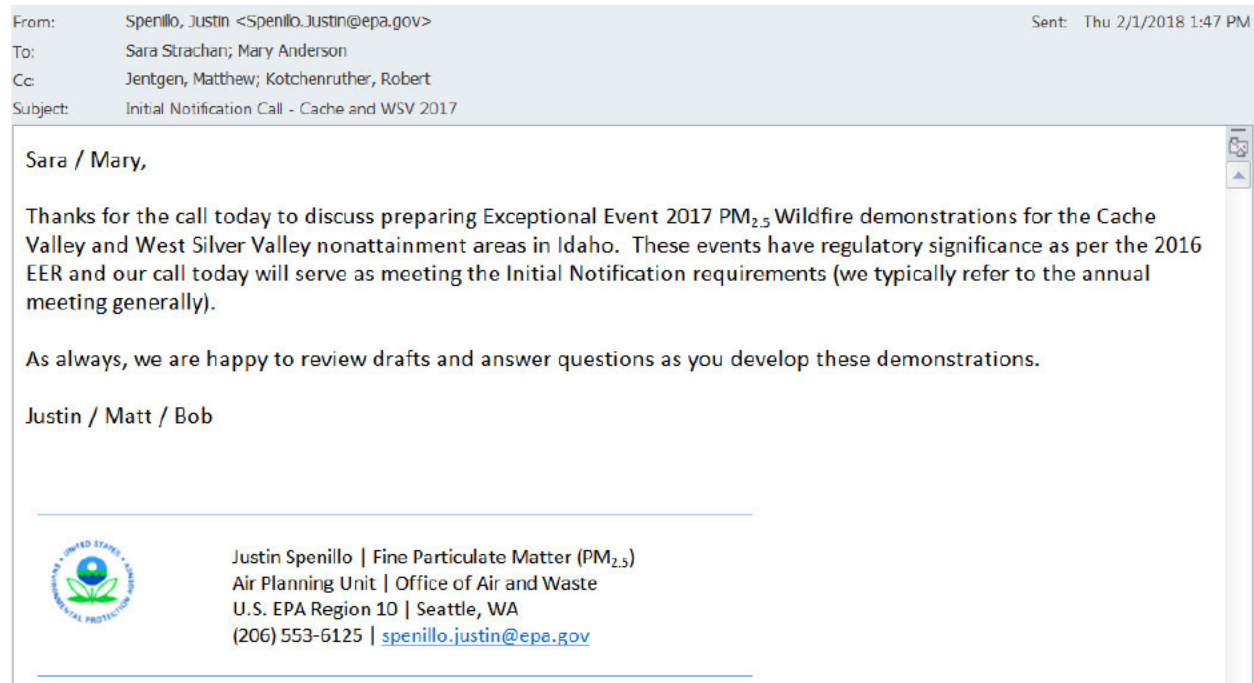 From: Spenillo, Justin <Spenillo.Justin@epa.gov> Sent: Thu 2/1/2018 1:47 PM
To: Sara Strachan; Mary Anderson
Cc: Jentgen, Matthew; Kotchenruther, Robert
Subject: Initial Notification Call - Cache and WSV 2017
Sara / Mary,
Thanks for the call today to discuss preparing Exceptional Event 2017 PM2.5 Wildfire demonstrations for the Cache
Valley and West Silver Valley nonattainment areas in Idaho.  These events have regulatory significance as per the 2016
EER and our call today will serve as meeting the Initial Notification requirements (we typically refer to the annual
meeting generally).
As always, we are happy to review drafts and answer questions as you develop these demonstrations.
Justin / Matt / Bob
UNITED STATES ENVIRONMENTAL PROTECTION AGENCY
Justin Spenillo | Fine Particulate Matter (PM2.5)
Air Planning Unit | Office of Air and Waste
U.S. EPA Region 10 | Seattle, WA
(206) 553-6125 | spenillo.justin@epa.gov